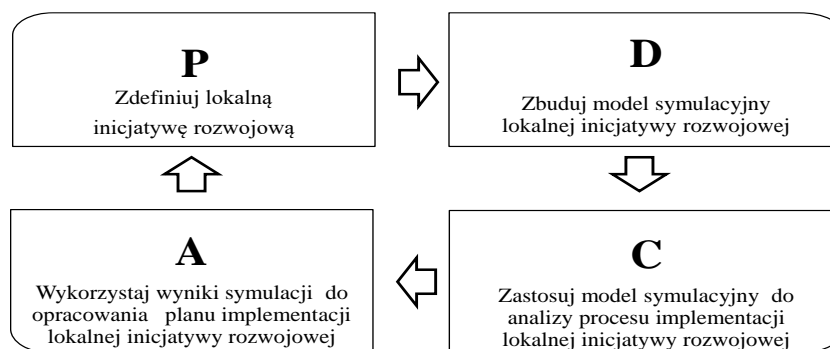 P
Zdefiniuj lokalną
inicjatywę rozwojową
D
Zbuduj model symulacyjny
lokalnej inicjatywy rozwojowej
A
Wykorzystaj wyniki symulacji do
opracowania planu implementacji
lokalnej inicjatywy rozwojowej
C
Zastosuj model symulacyjny do
analizy procesu implementacji
lokalnej inicjatywy rozwojowej